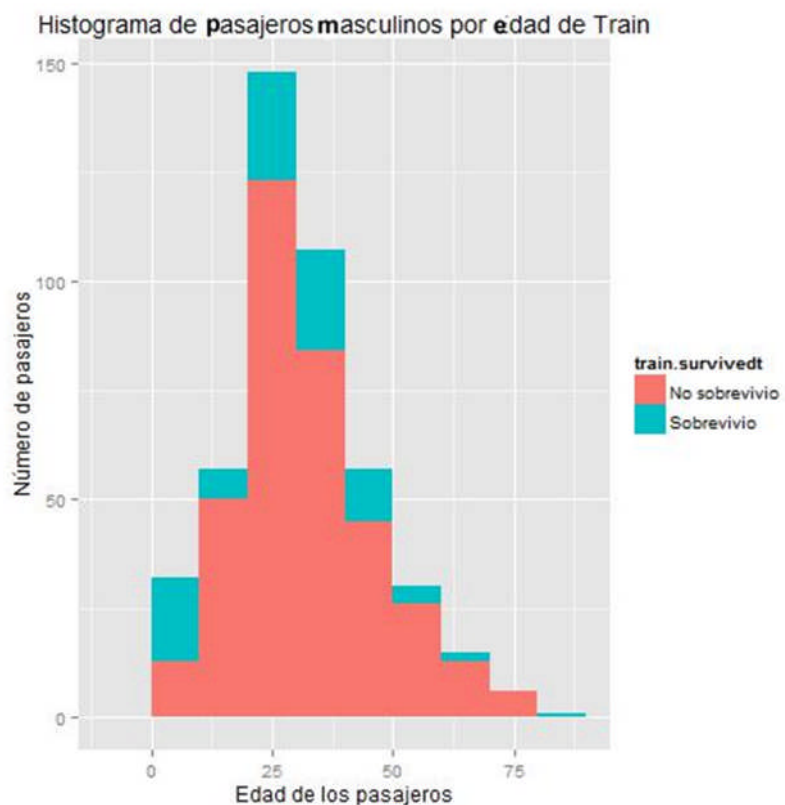 Histograma de pasajeros masculinos por edad de Train
150
100
50
0
Número de pasajeros
0 25 50 75
Edad de los pasajeros
train.survivedt
No sobrevivio
Sobrevivio